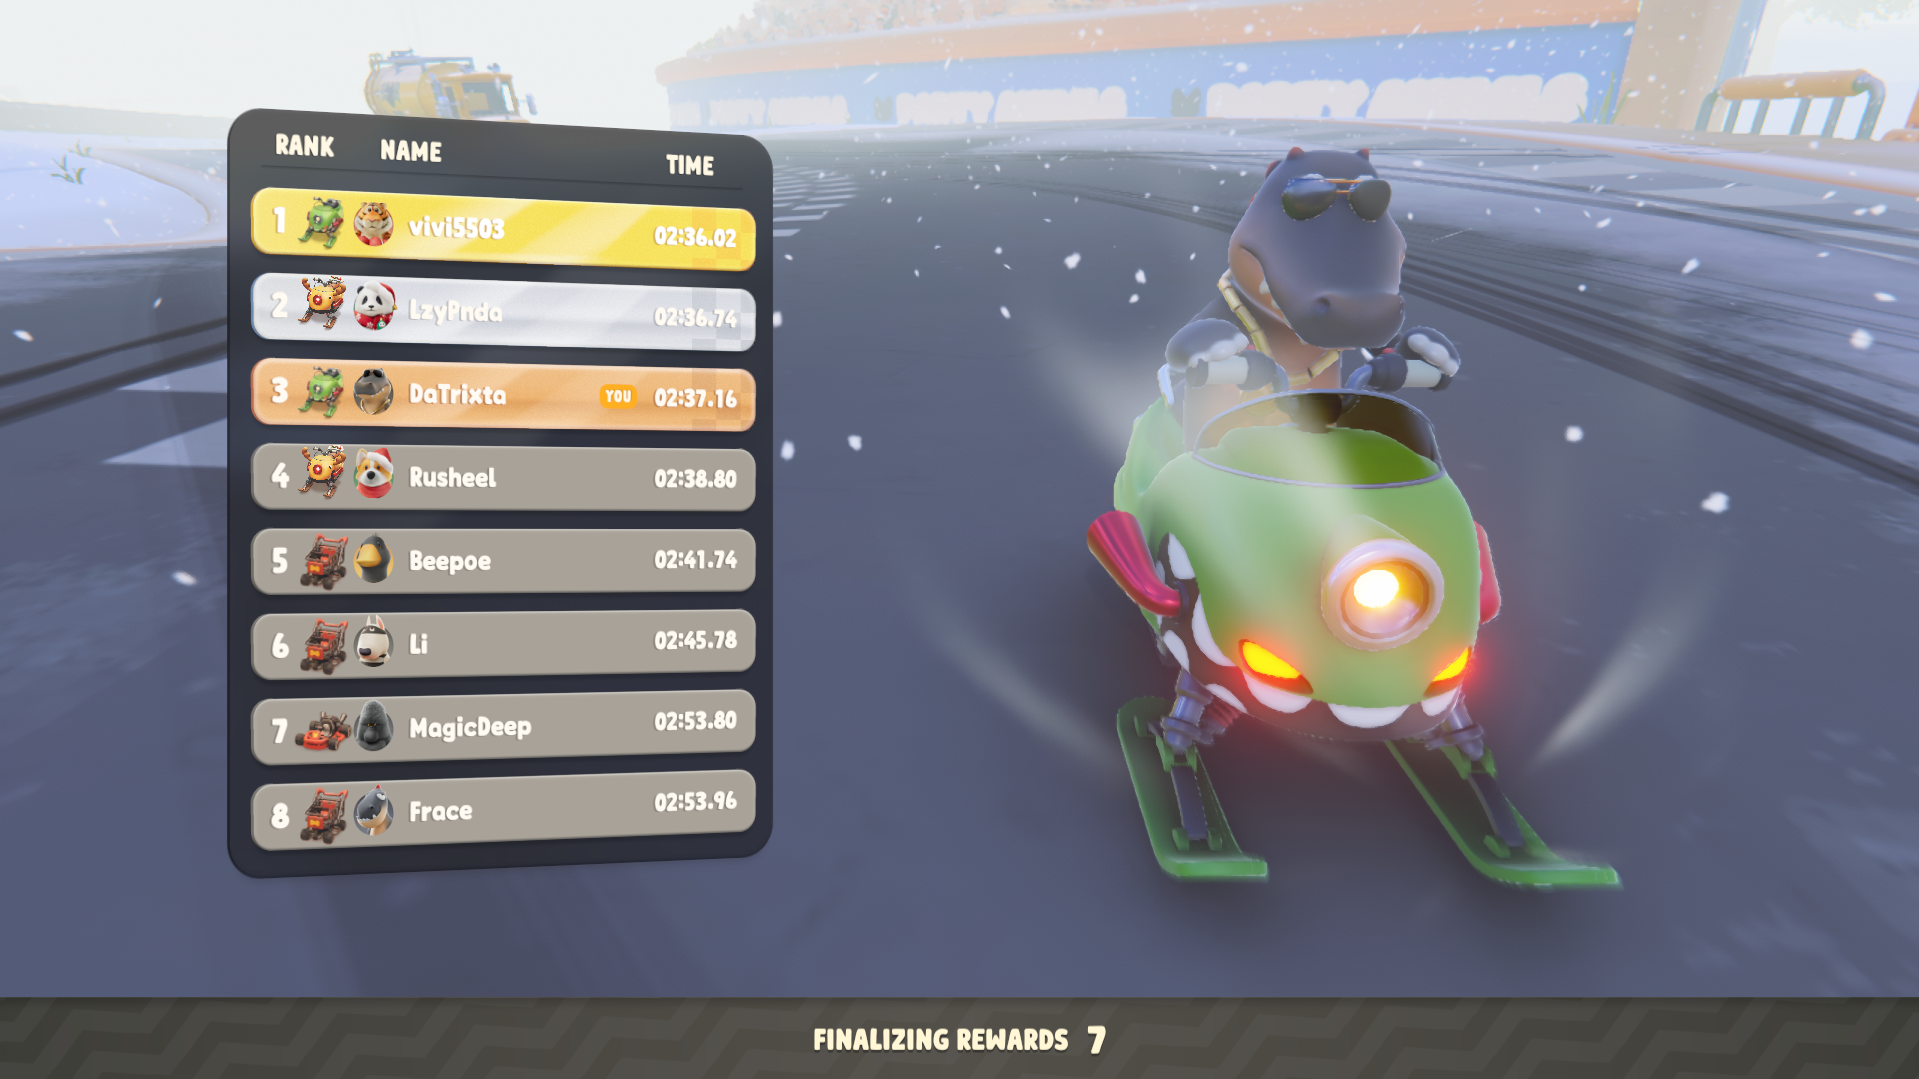 RANK NAME TIME
1 vivi5503 02:36.02
2 LzyPnda 02:36.74
3 DaTrixta YOU 02:37.16
4 Rusheel 02:38.80
5 Beepoe 02:41.74
6 Li 02:45.78
7 MagicDeep 02:53.80
8 Frace 02:53.96
FINALIZING REWARDS 7